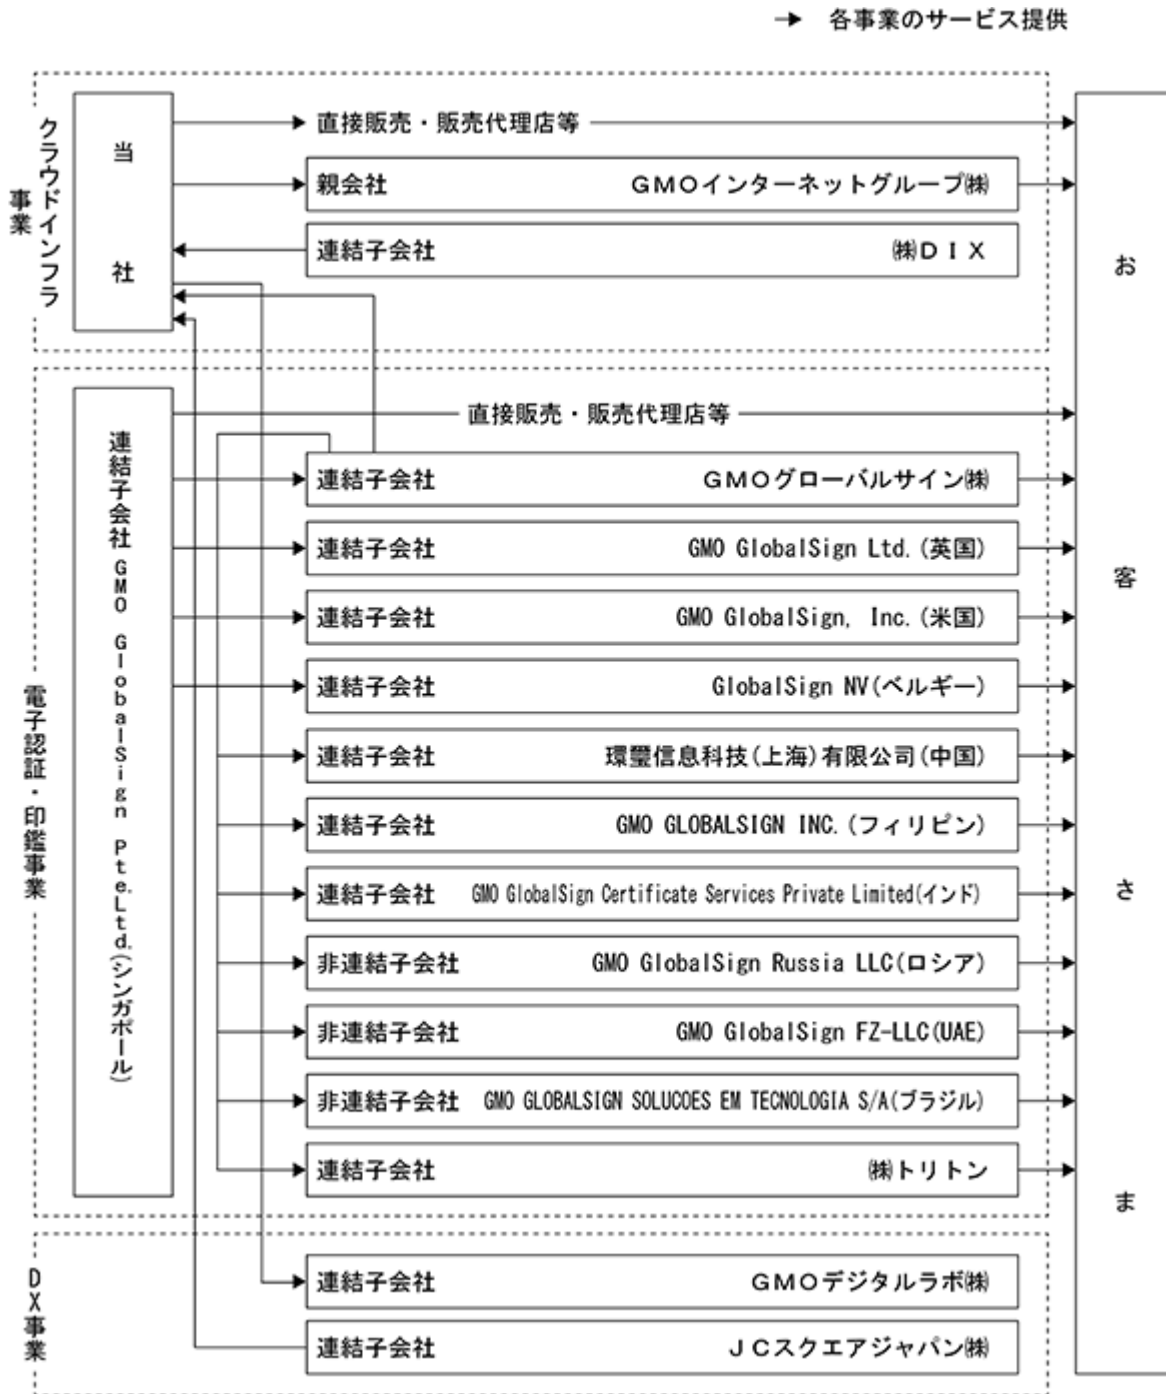 → 各事業のサービス提供
クラウドインフラ事業
当社
直接販売・販売代理店等
親会社 GMOインターネットグループ㈱
連結子会社 ㈱DIX
お客さま
電子認証・印鑑事業
連結子会社 GMO GlobalSign Pte.Ltd.(シンガポール)
直接販売・販売代理店等
連結子会社 GMOグローバルサイン㈱
連結子会社 GMO GlobalSign Ltd.(英国)
連結子会社 GMO GlobalSign, Inc.(米国)
連結子会社 GlobalSign NV(ベルギー)
連結子会社 環璽信息科技(上海)有限公司(中国)
連結子会社 GMO GLOBALSIGN INC.(フィリピン)
連結子会社 GMO GlobalSign Certificate Services Private Limited(インド)
非連結子会社 GMO GlobalSign Russia LLC(ロシア)
非連結子会社 GMO GlobalSign FZ-LLC(UAE)
非連結子会社 GMO GLOBALSIGN SOLUCOES EM TECNOLOGIA S/A(ブラジル)
連結子会社 ㈱トリトン
DX事業
連結子会社 GMOデジタルラボ㈱
連結子会社 JCスクエアジャパン㈱